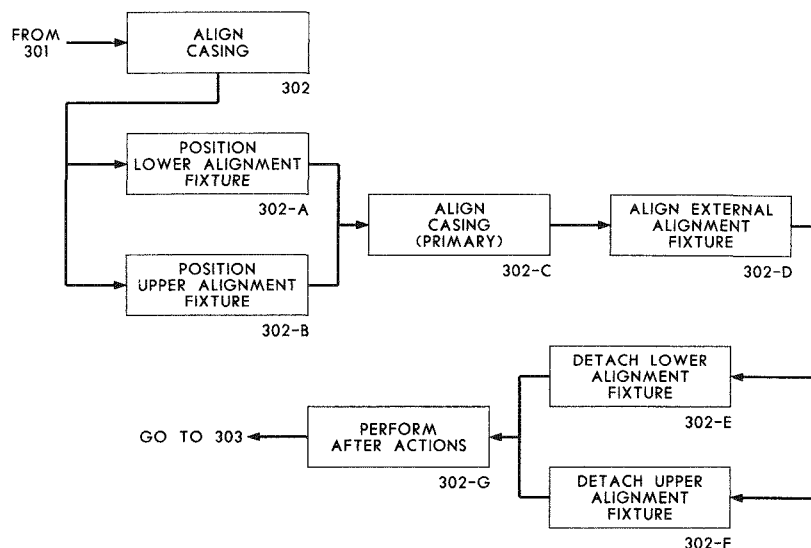 FROM
301
ALIGN
CASING
302
POSITION
LOWER ALIGNMENT
FIXTURE
302-A
POSITION
UPPER ALIGNMENT
FIXTURE
302-B
ALIGN
CASING
(PRIMARY)
302-C
ALIGN EXTERNAL
ALIGNMENT
FIXTURE
302-D
DETACH LOWER
ALIGNMENT
FIXTURE
302-E
DETACH UPPER
ALIGNMENT
FIXTURE
302-F
PERFORM
AFTER ACTIONS
302-G
GO TO 303